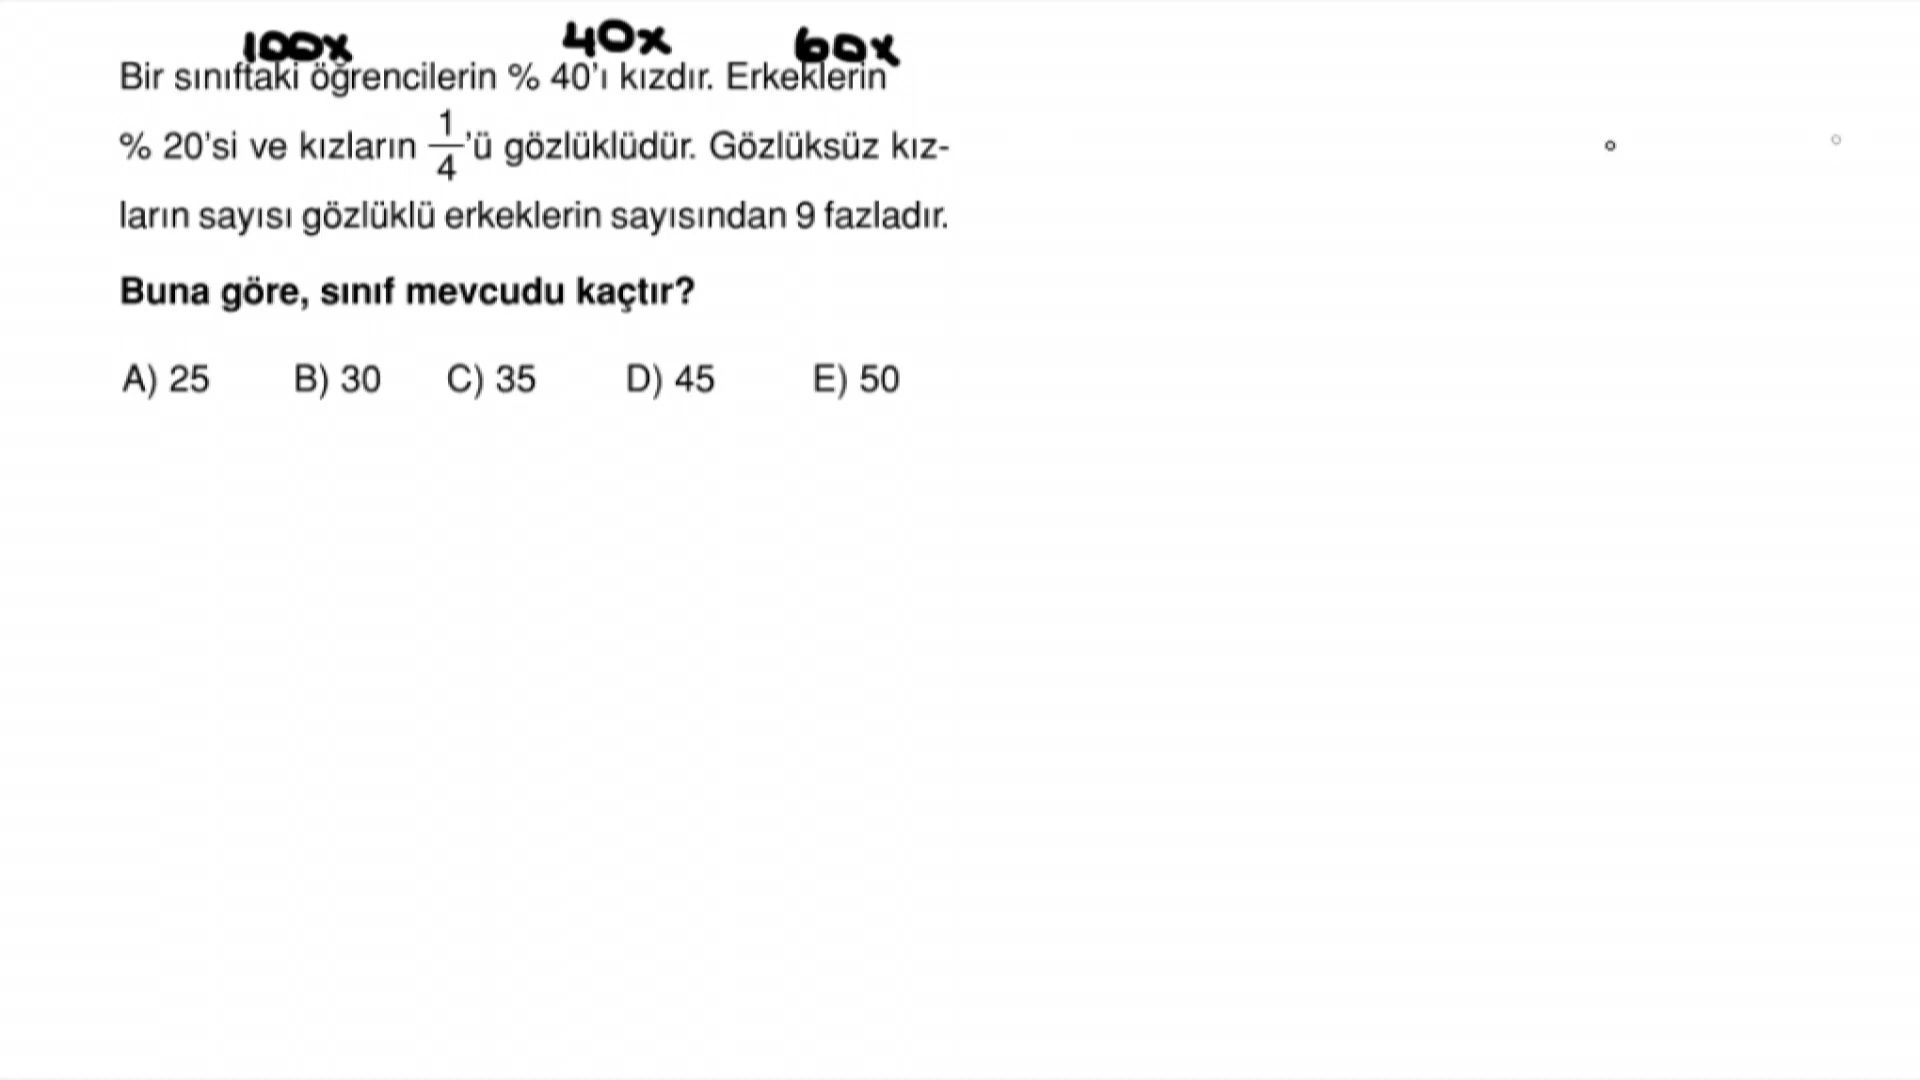 100x 40x 60x
Bir sınıftaki öğrencilerin % 40'ı kızdır. Erkeklerin
% 20'si ve kızların 1/4'ü gözlüklüdür. Gözlüksüz kız-
ların sayısı gözlüklü erkeklerin sayısından 9 fazladır.
Buna göre, sınıf mevcudu kaçtır?
A) 25 B) 30 C) 35 D) 45 E) 50